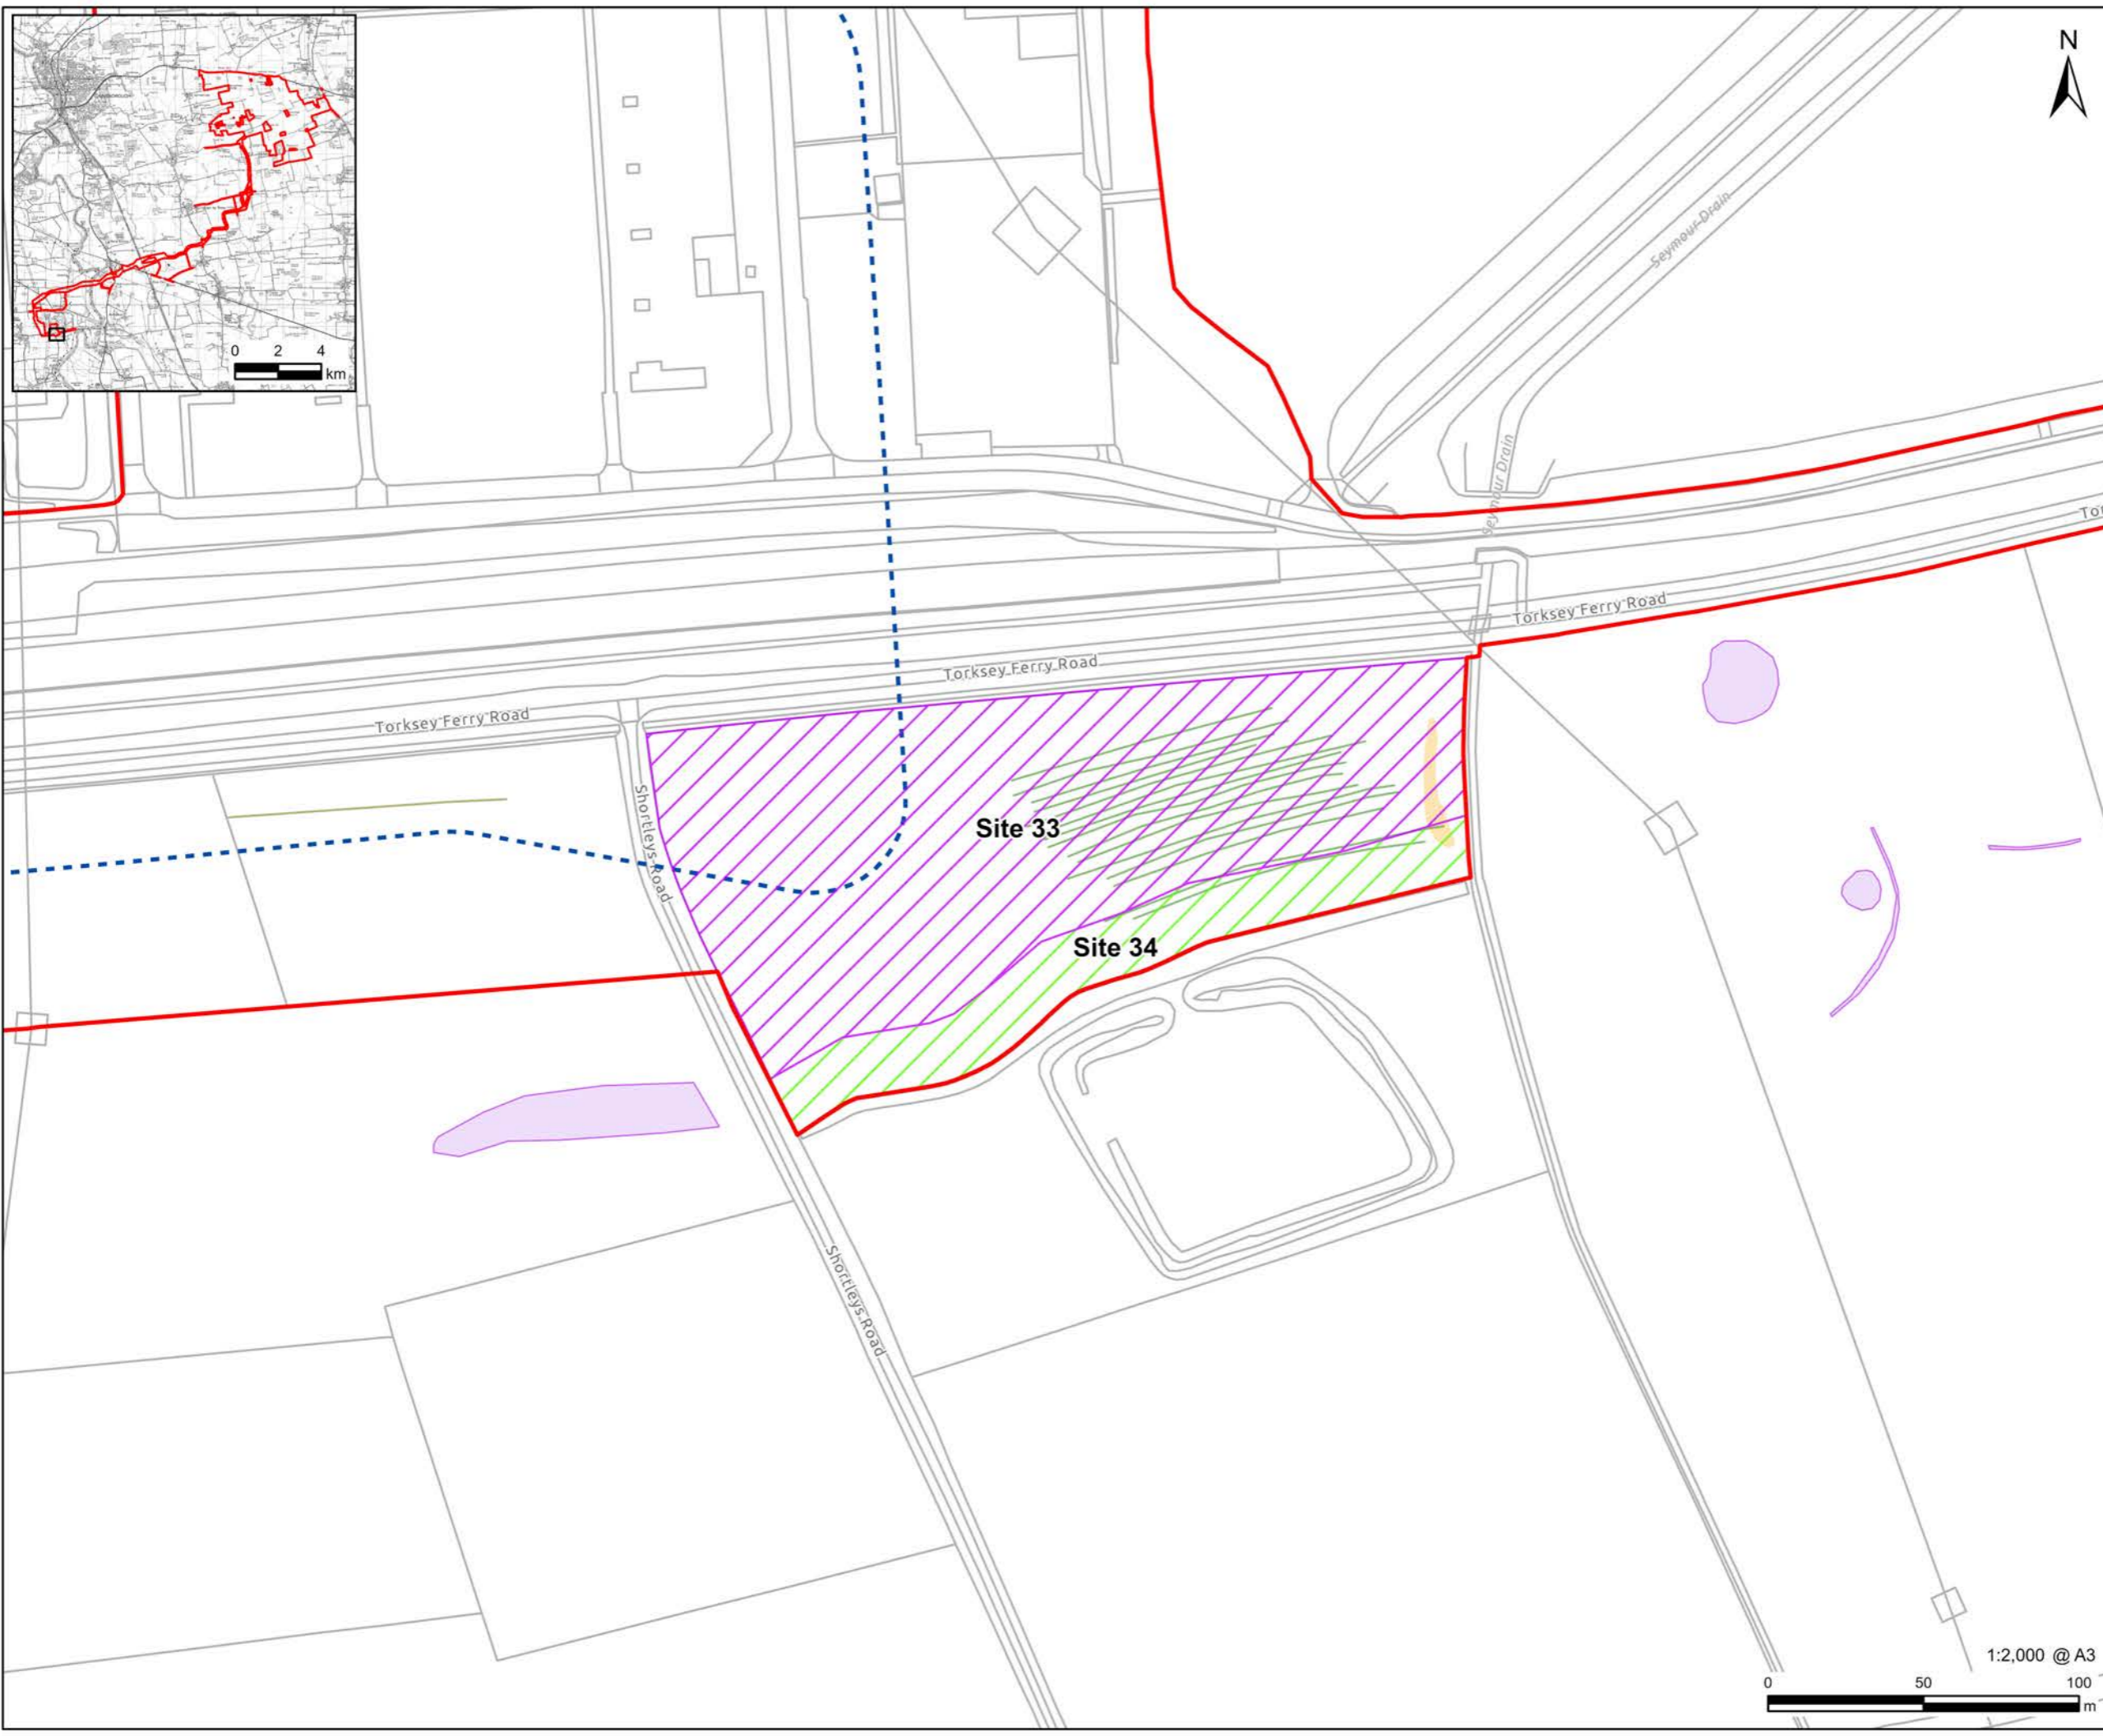 N
0 2 4
km
Seymour Drain
Seymour Drain
Torksey Ferry Road
Torksey Ferry Road
Torksey Ferry Road
Tor
Shortleys Road
Site 33
Site 34
Shortleys Road
1:2,000 @ A3
0 50 100
m